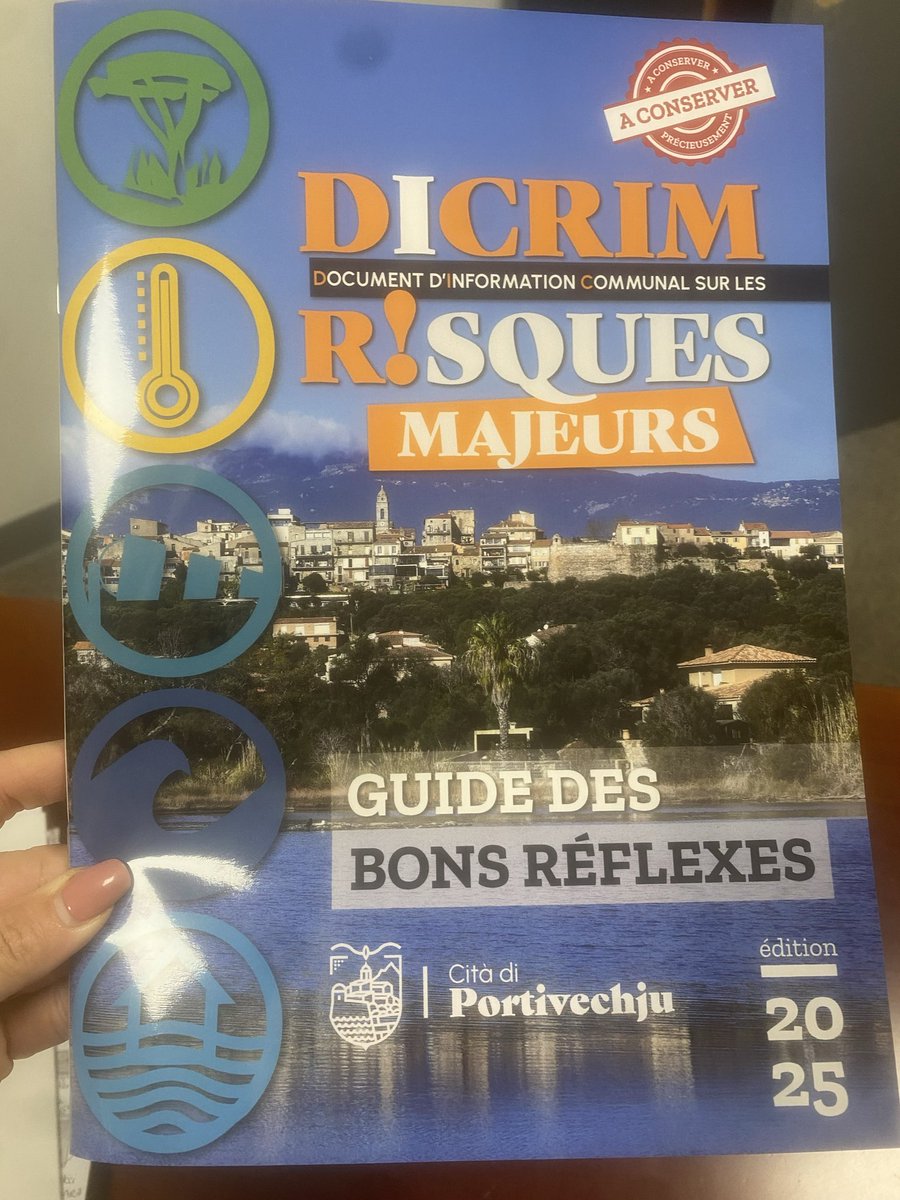 A CONSERVER
A CONSERVER
PRÉCIEUSEMENT
DICRIM
DOCUMENT D'INFORMATION COMMUNAL SUR LES
R!SQUES
MAJEURS
GUIDE DES
BONS RÉFLEXES
Cità di
Portivechju
édition
20
25